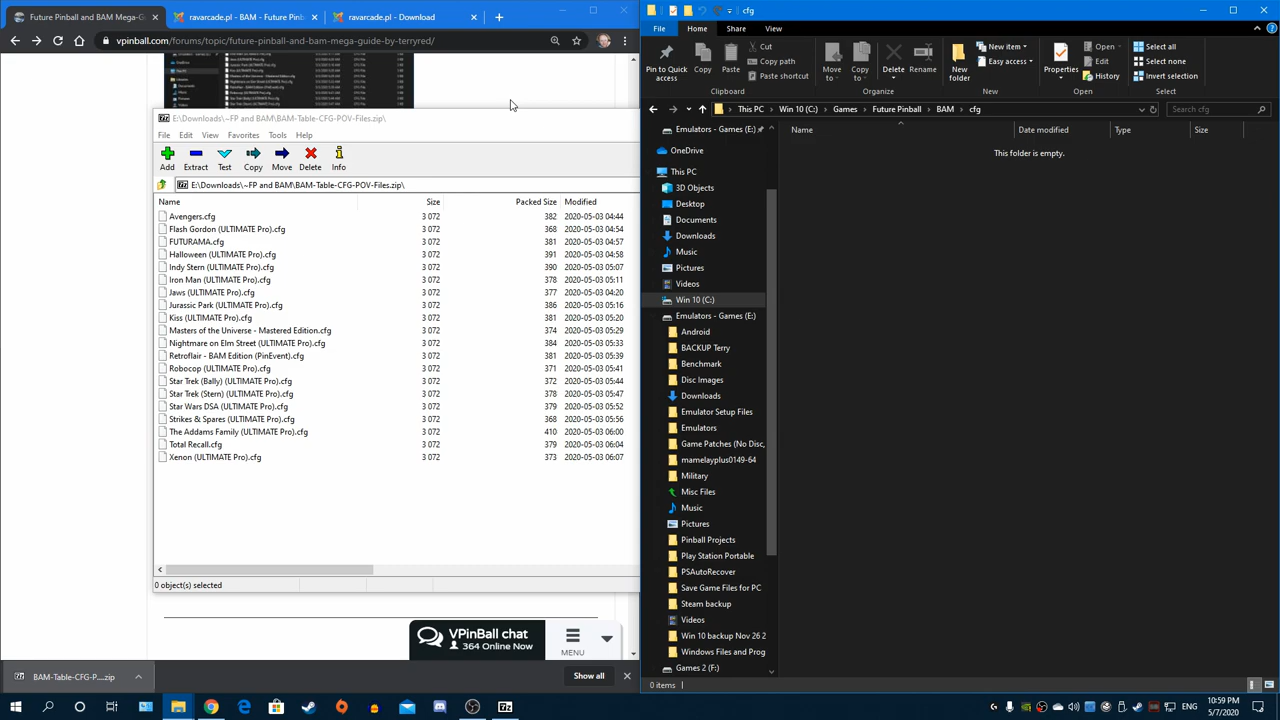 Future Pinball and BAM Mega-G
ravarcade.pl - BAM - Future Pinb
ravarcade.pl - Download
vpinball.com/forums/topic/future-pinball-and-bam-mega-guide-by-terryred/
E:\Downloads\~FP and BAM\BAM-Table-CFG-POV-Files.zip\
File Edit View Favorites Tools Help
Add Extract Test Copy Move Delete Info
E:\Downloads\~FP and BAM\BAM-Table-CFG-POV-Files.zip\
Name Size Packed Size Modified
Avengers.cfg 3 072 382 2020-05-03 04:44
Flash Gordon (ULTIMATE Pro).cfg 3 072 368 2020-05-03 04:54
FUTURAMA.cfg 3 072 381 2020-05-03 04:57
Halloween (ULTIMATE Pro).cfg 3 072 391 2020-05-03 04:58
Indy Stern (ULTIMATE Pro).cfg 3 072 390 2020-05-03 05:07
Iron Man (ULTIMATE Pro).cfg 3 072 378 2020-05-03 05:11
Jaws (ULTIMATE Pro).cfg 3 072 377 2020-05-03 04:20
Jurassic Park (ULTIMATE Pro).cfg 3 072 386 2020-05-03 05:16
Kiss (ULTIMATE Pro).cfg 3 072 381 2020-05-03 05:20
Masters of the Universe - Mastered Edition.cfg 3 072 374 2020-05-03 05:29
Nightmare on Elm Street (ULTIMATE Pro).cfg 3 072 384 2020-05-03 05:33
Retroflair - BAM Edition (PinEvent).cfg 3 072 381 2020-05-03 05:39
Robocop (ULTIMATE Pro).cfg 3 072 371 2020-05-03 05:41
Star Trek (Bally) (ULTIMATE Pro).cfg 3 072 372 2020-05-03 05:44
Star Trek (Stern) (ULTIMATE Pro).cfg 3 072 378 2020-05-03 05:47
Star Wars DSA (ULTIMATE Pro).cfg 3 072 379 2020-05-03 05:52
Strikes & Spares (ULTIMATE Pro).cfg 3 072 368 2020-05-03 05:56
The Addams Family (ULTIMATE Pro).cfg 3 072 410 2020-05-03 06:00
Total Recall.cfg 3 072 379 2020-05-03 06:04
Xenon (ULTIMATE Pro).cfg 3 072 373 2020-05-03 06:07
0 object(s) selected
VPinBall chat
364 Online Now
MENU
BAM-Table-CFG-P....zip
Show all
cfg
File Home Share View
Pin to Quick access
Copy
Paste
Cut
Copy path
Paste shortcut
Clipboard
Move to
Copy to
Delete
Rename
Organize
New folder
New item
Easy access
New
Properties
Open
Edit
History
Open
Select all
Select none
Invert selection
Select
This PC Win 10 (C:) Games Future Pinball BAM cfg
Search cfg
Name Date modified Type Size
This folder is empty.
Emulators - Games (E:)
OneDrive
This PC
3D Objects
Desktop
Documents
Downloads
Music
Pictures
Videos
Win 10 (C:)
Emulators - Games (E:)
Android
BACKUP Terry
Benchmark
Disc Images
Downloads
Emulator Setup Files
Emulators
Game Patches (No Disc,
mamelayplus0149-64
Military
Misc Files
Music
Pictures
Pinball Projects
Play Station Portable
PSAutoRecover
Save Game Files for PC
Steam backup
Videos
Win 10 backup Nov 26 2
Windows Files and Prog
Games 2 (F:)
0 items
10:59 PM
5/7/2020